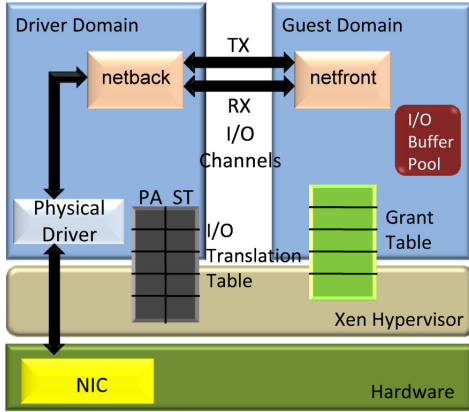 Driver Domain
TX
Guest Domain
netback
netfront
RX
I/O
Channels
I/O
Buffer
Pool
PA ST
Physical
Driver
I/O
Translation
Table
Grant
Table
Xen Hypervisor
NIC
Hardware